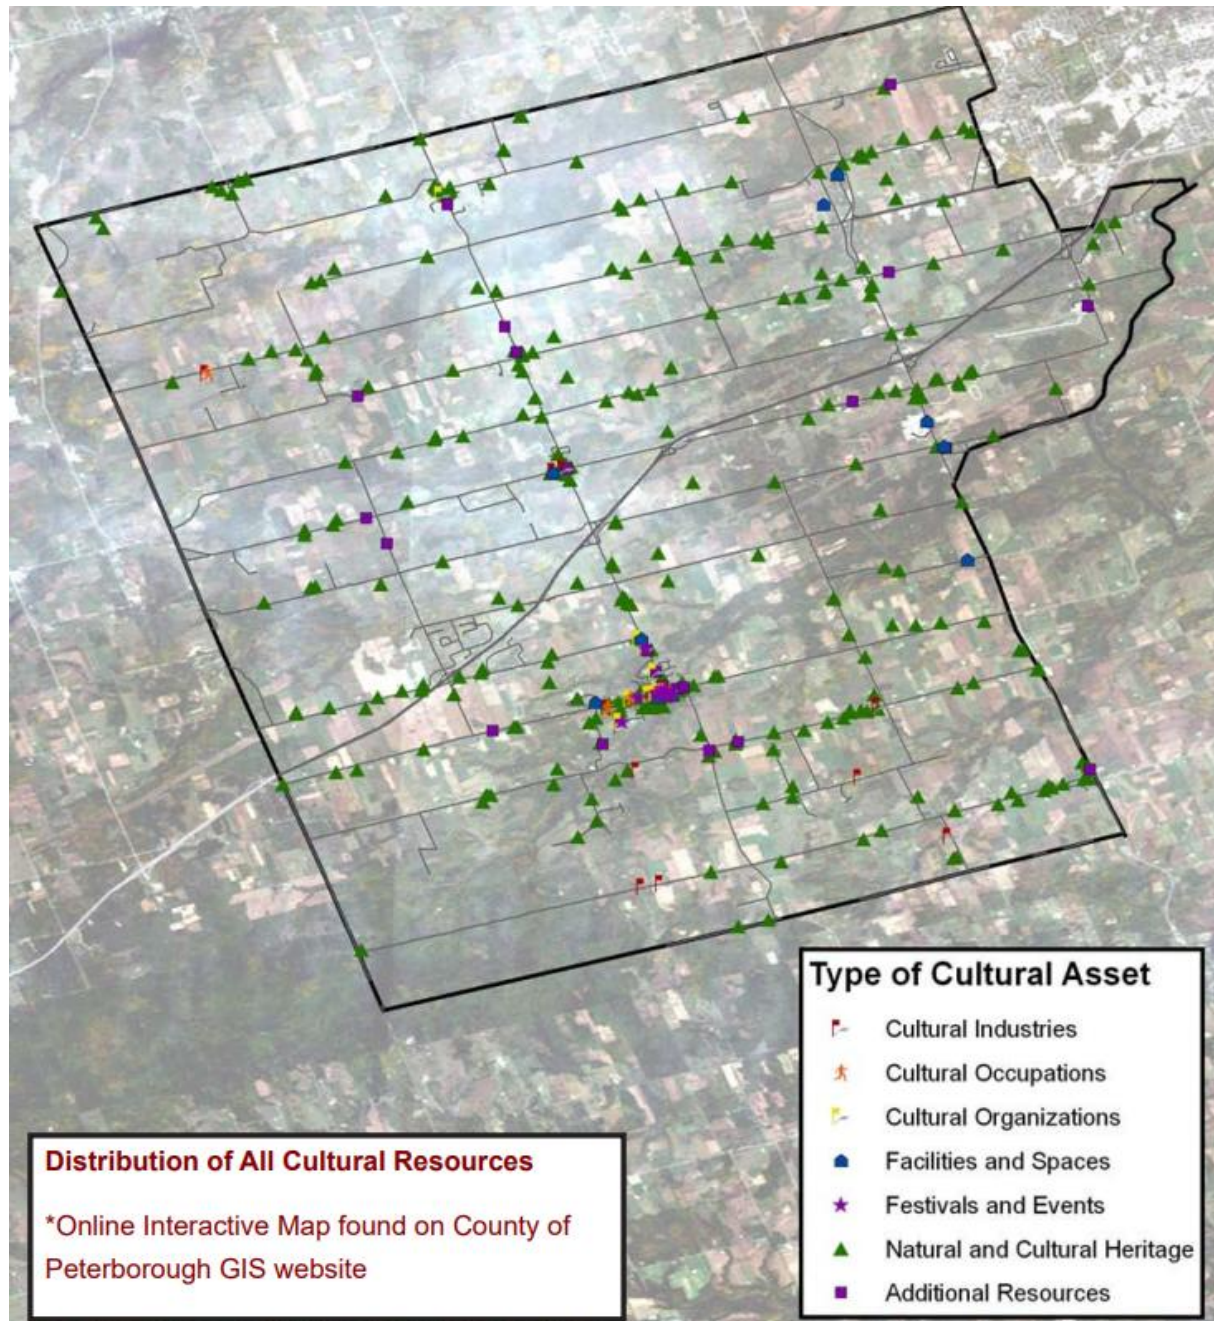 Type of Cultural Asset
Cultural Industries
Cultural Occupations
Cultural Organizations
Facilities and Spaces
Festivals and Events
Natural and Cultural Heritage
Additional Resources
Distribution of All Cultural Resources
*Online Interactive Map found on County of
Peterborough GIS website